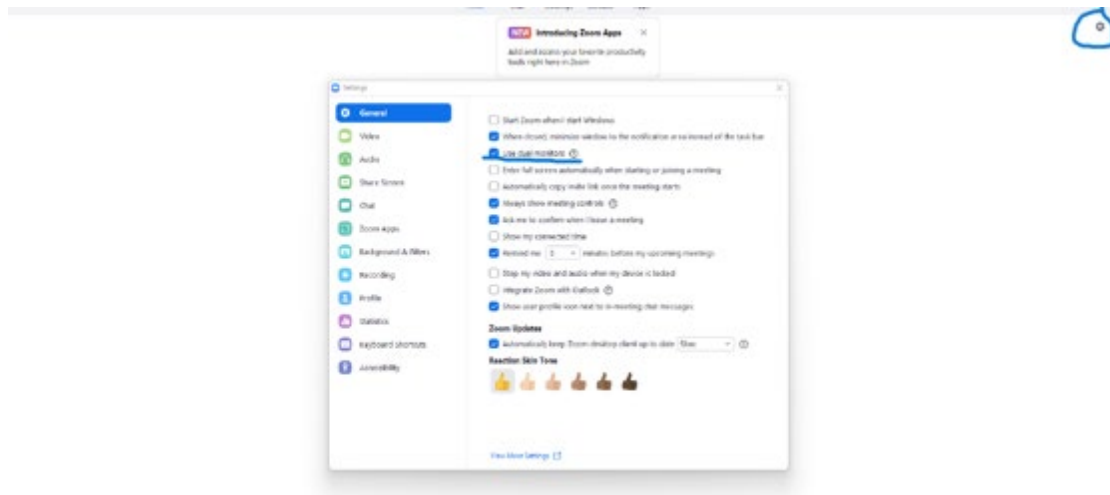 NEW Introducing Zoom Apps
Add and access your favorite productivity
tools right here in Zoom
Settings
General
Video
Audio
Share Screen
Chat
Zoom Apps
Background & Filters
Recording
Profile
Statistics
Keyboard Shortcuts
Accessibility
Start Zoom when I start Windows
When closed, minimize window to the notification area instead of the task bar
Use dual monitors
Enter full screen automatically when starting or joining a meeting
Automatically copy invite link once the meeting starts
Always show meeting controls
Ask me to confirm when I leave a meeting
Show my connected time
Remind me 5 minutes before my upcoming meetings
Stop my video and audio when my device is locked
Integrate Zoom with Outlook
Show user profile icon next to in-meeting chat messages
Zoom Updates
Automatically keep Zoom desktop client up to date Slow
Reaction Skin Tone
View More Settings